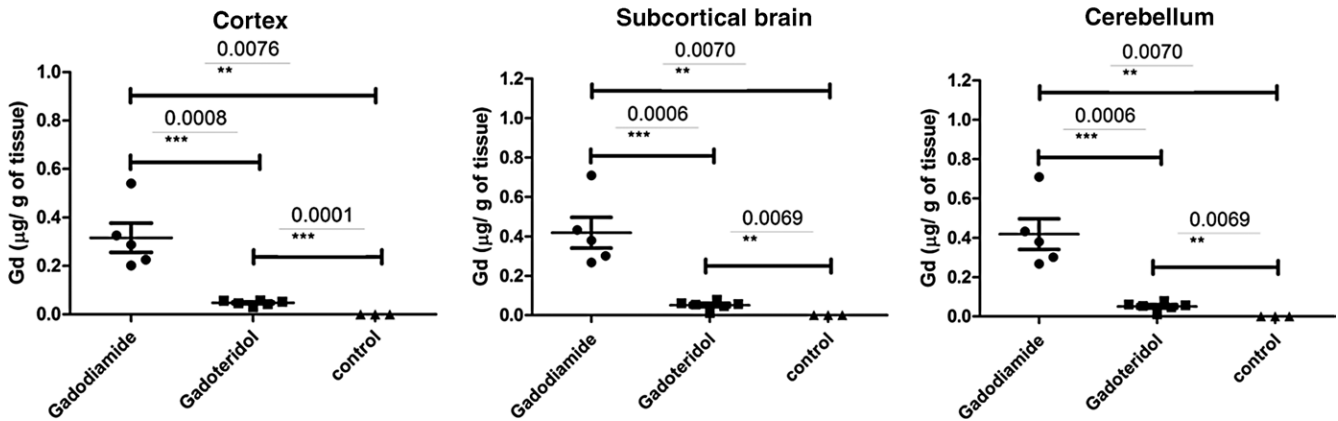 Cortex
0.0076
**
1.0
0.8
0.6
0.4
0.2
0.0
Gd (µg/ g of tissue)
0.0008
***
0.0001
***
Gadodiamide
Gadoteridol
control
Subcortical brain
0.0070
**
1.2
1.0
0.8
0.6
0.4
0.2
0.0
Gd (µg/ g of tissue)
0.0006
***
0.0069
**
Gadodiamide
Gadoteridol
control
Cerebellum
0.0070
**
1.2
1.0
0.8
0.6
0.4
0.2
0.0
Gd (µg/ g of tissue)
0.0006
***
0.0069
**
Gadodiamide
Gadoteridol
control